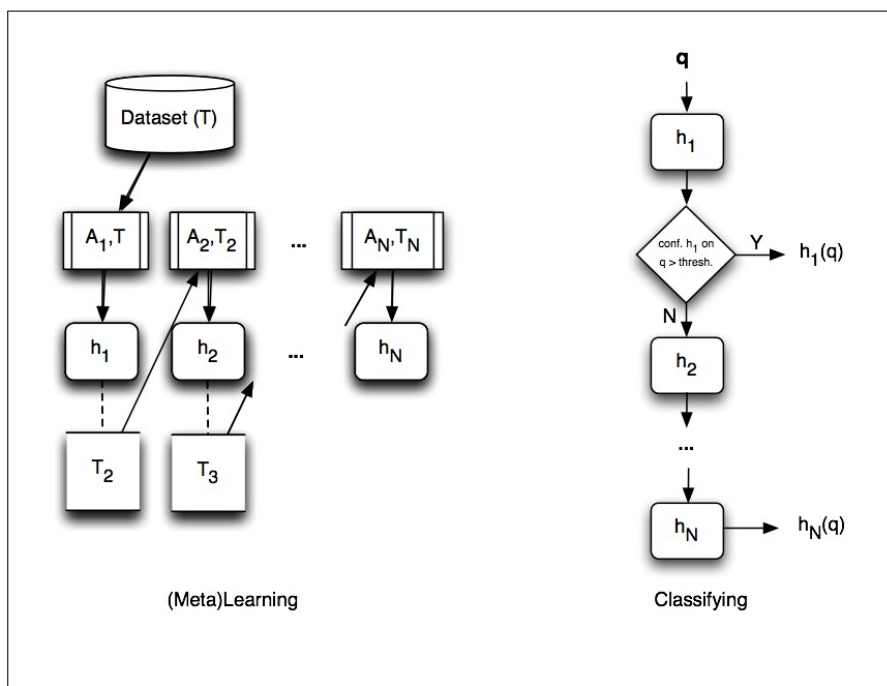 Dataset (T)
A1,T
A2,T2
...
AN,TN
h1
h2
...
hN
T2
T3
(Meta)Learning
q
h1
conf. h1 on
q > thresh.
Y
h1(q)
N
h2
...
hN
hN(q)
Classifying